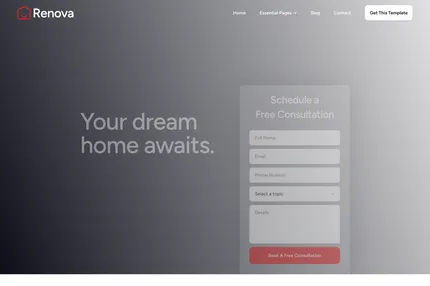 Renova
Home
Essential Pages
Blog
Contact
Get This Template
Your dream
home awaits.
Schedule a
Free Consultation
Full Name
Email
Phone Number
Select a topic
Details
Book A Free Consultation